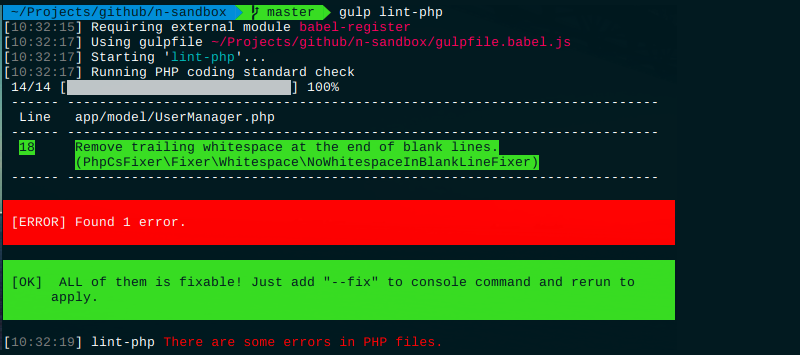 ~/Projects/github/n-sandbox master gulp lint-php
[10:32:15] Requiring external module babel-register
[10:32:17] Using gulpfile ~/Projects/github/n-sandbox/gulpfile.babel.js
[10:32:17] Starting 'lint-php'...
[10:32:17] Running PHP coding standard check
14/14 [ ] 100%
------ --------------------------------------------------------------------------
Line app/model/UserManager.php
------ --------------------------------------------------------------------------
18 Remove trailing whitespace at the end of blank lines.
(PhpCsFixer\Fixer\Whitespace\NoWhitespaceInBlankLineFixer)
------ --------------------------------------------------------------------------
[ERROR] Found 1 error.
[OK] ALL of them is fixable! Just add "--fix" to console command and rerun to
apply.
[10:32:19] lint-php There are some errors in PHP files.